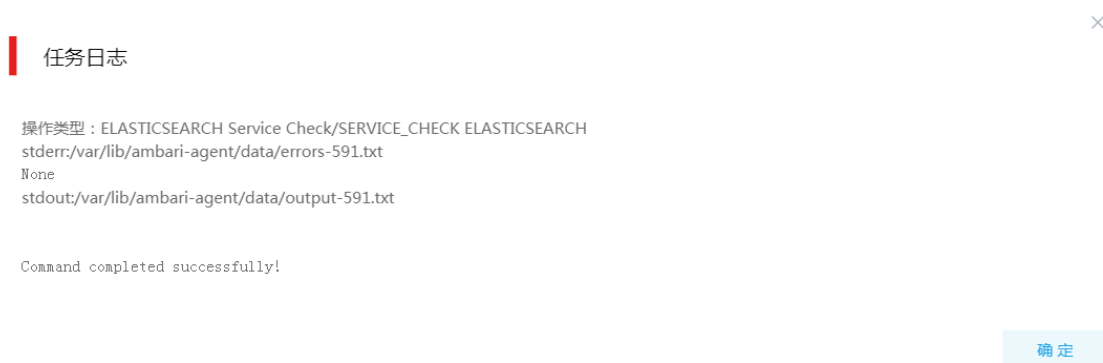 任务日志
操作类型：ELASTICSEARCH Service Check/SERVICE_CHECK ELASTICSEARCH
stderr:/var/lib/ambari-agent/data/errors-591.txt
None
stdout:/var/lib/ambari-agent/data/output-591.txt
Command completed successfully!
确定